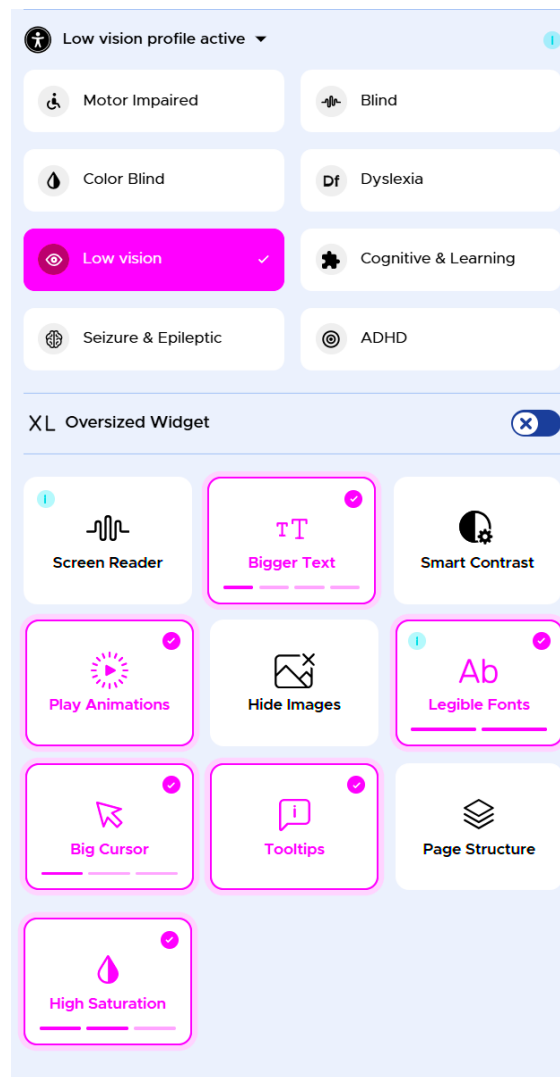 Low vision profile active
Motor Impaired
Blind
Color Blind
Df Dyslexia
Low vision
Cognitive & Learning
Seizure & Epileptic
ADHD
XL Oversized Widget
Screen Reader
TT
Bigger Text
Smart Contrast
Play Animations
Hide Images
Ab
Legible Fonts
Big Cursor
Tooltips
Page Structure
High Saturation